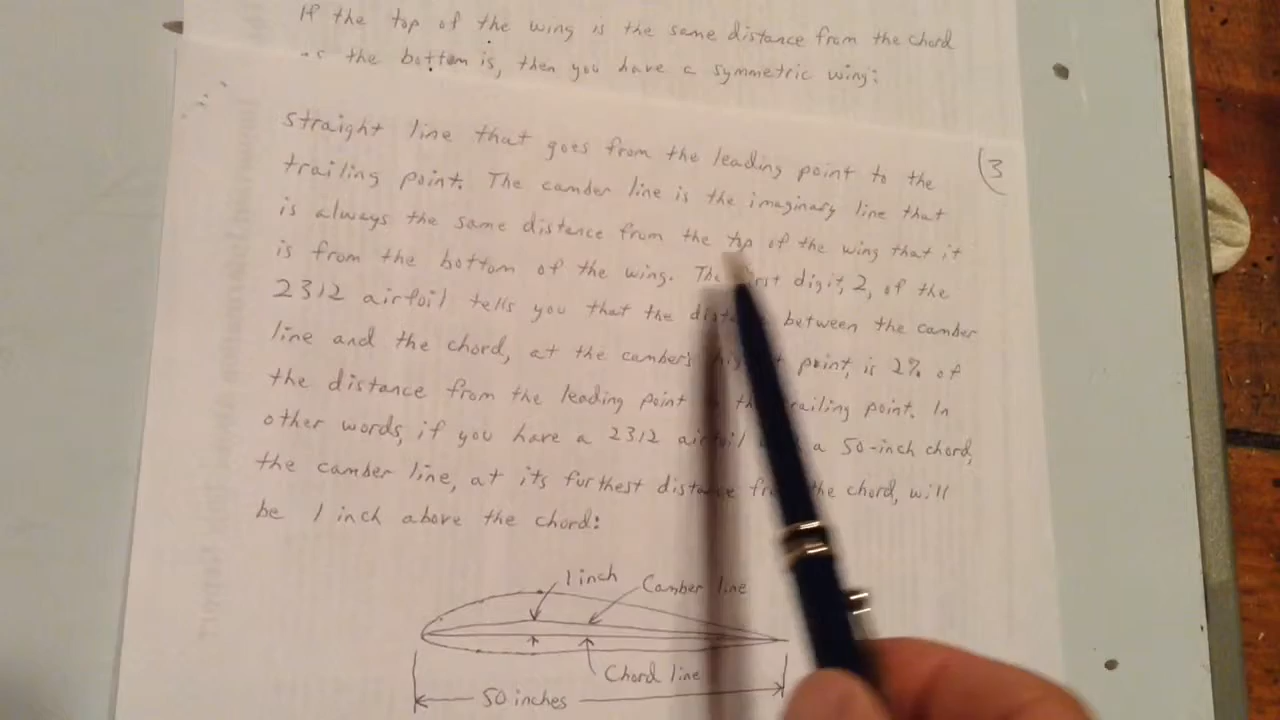 If the top of the wing is the same distance from the chord
the bottom is, then you have a symmetric wing:
(3
straight line that goes from the leading point to the
trailing point. The camber line is the imaginary line that
is always the same distance from the top of the wing that it
is from the bottom of the wing. The first digit, 2, of the
2312 airfoil tells you that the distance between the camber
line and the chord, at the camber's highest point, is 2% of
the distance from the leading point to the trailing point. In
other words, if you have a 2312 airfoil with a 50-inch chord,
the camber line, at its furthest distance from the chord, will
be 1 inch above the chord:
1 inch
Camber line
Chord line
50 inches